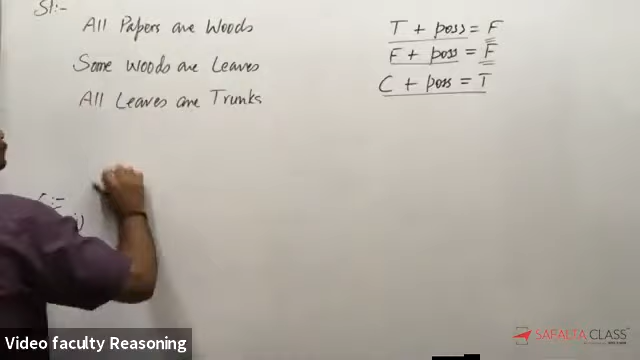 St:-
All Papers are Woods
Some Woods are Leaves
All Leaves are Trunks
T + poss = F
F + poss = F
C + poss = T
C:-
i)
Video faculty Reasoning
SAFALTA CLASS